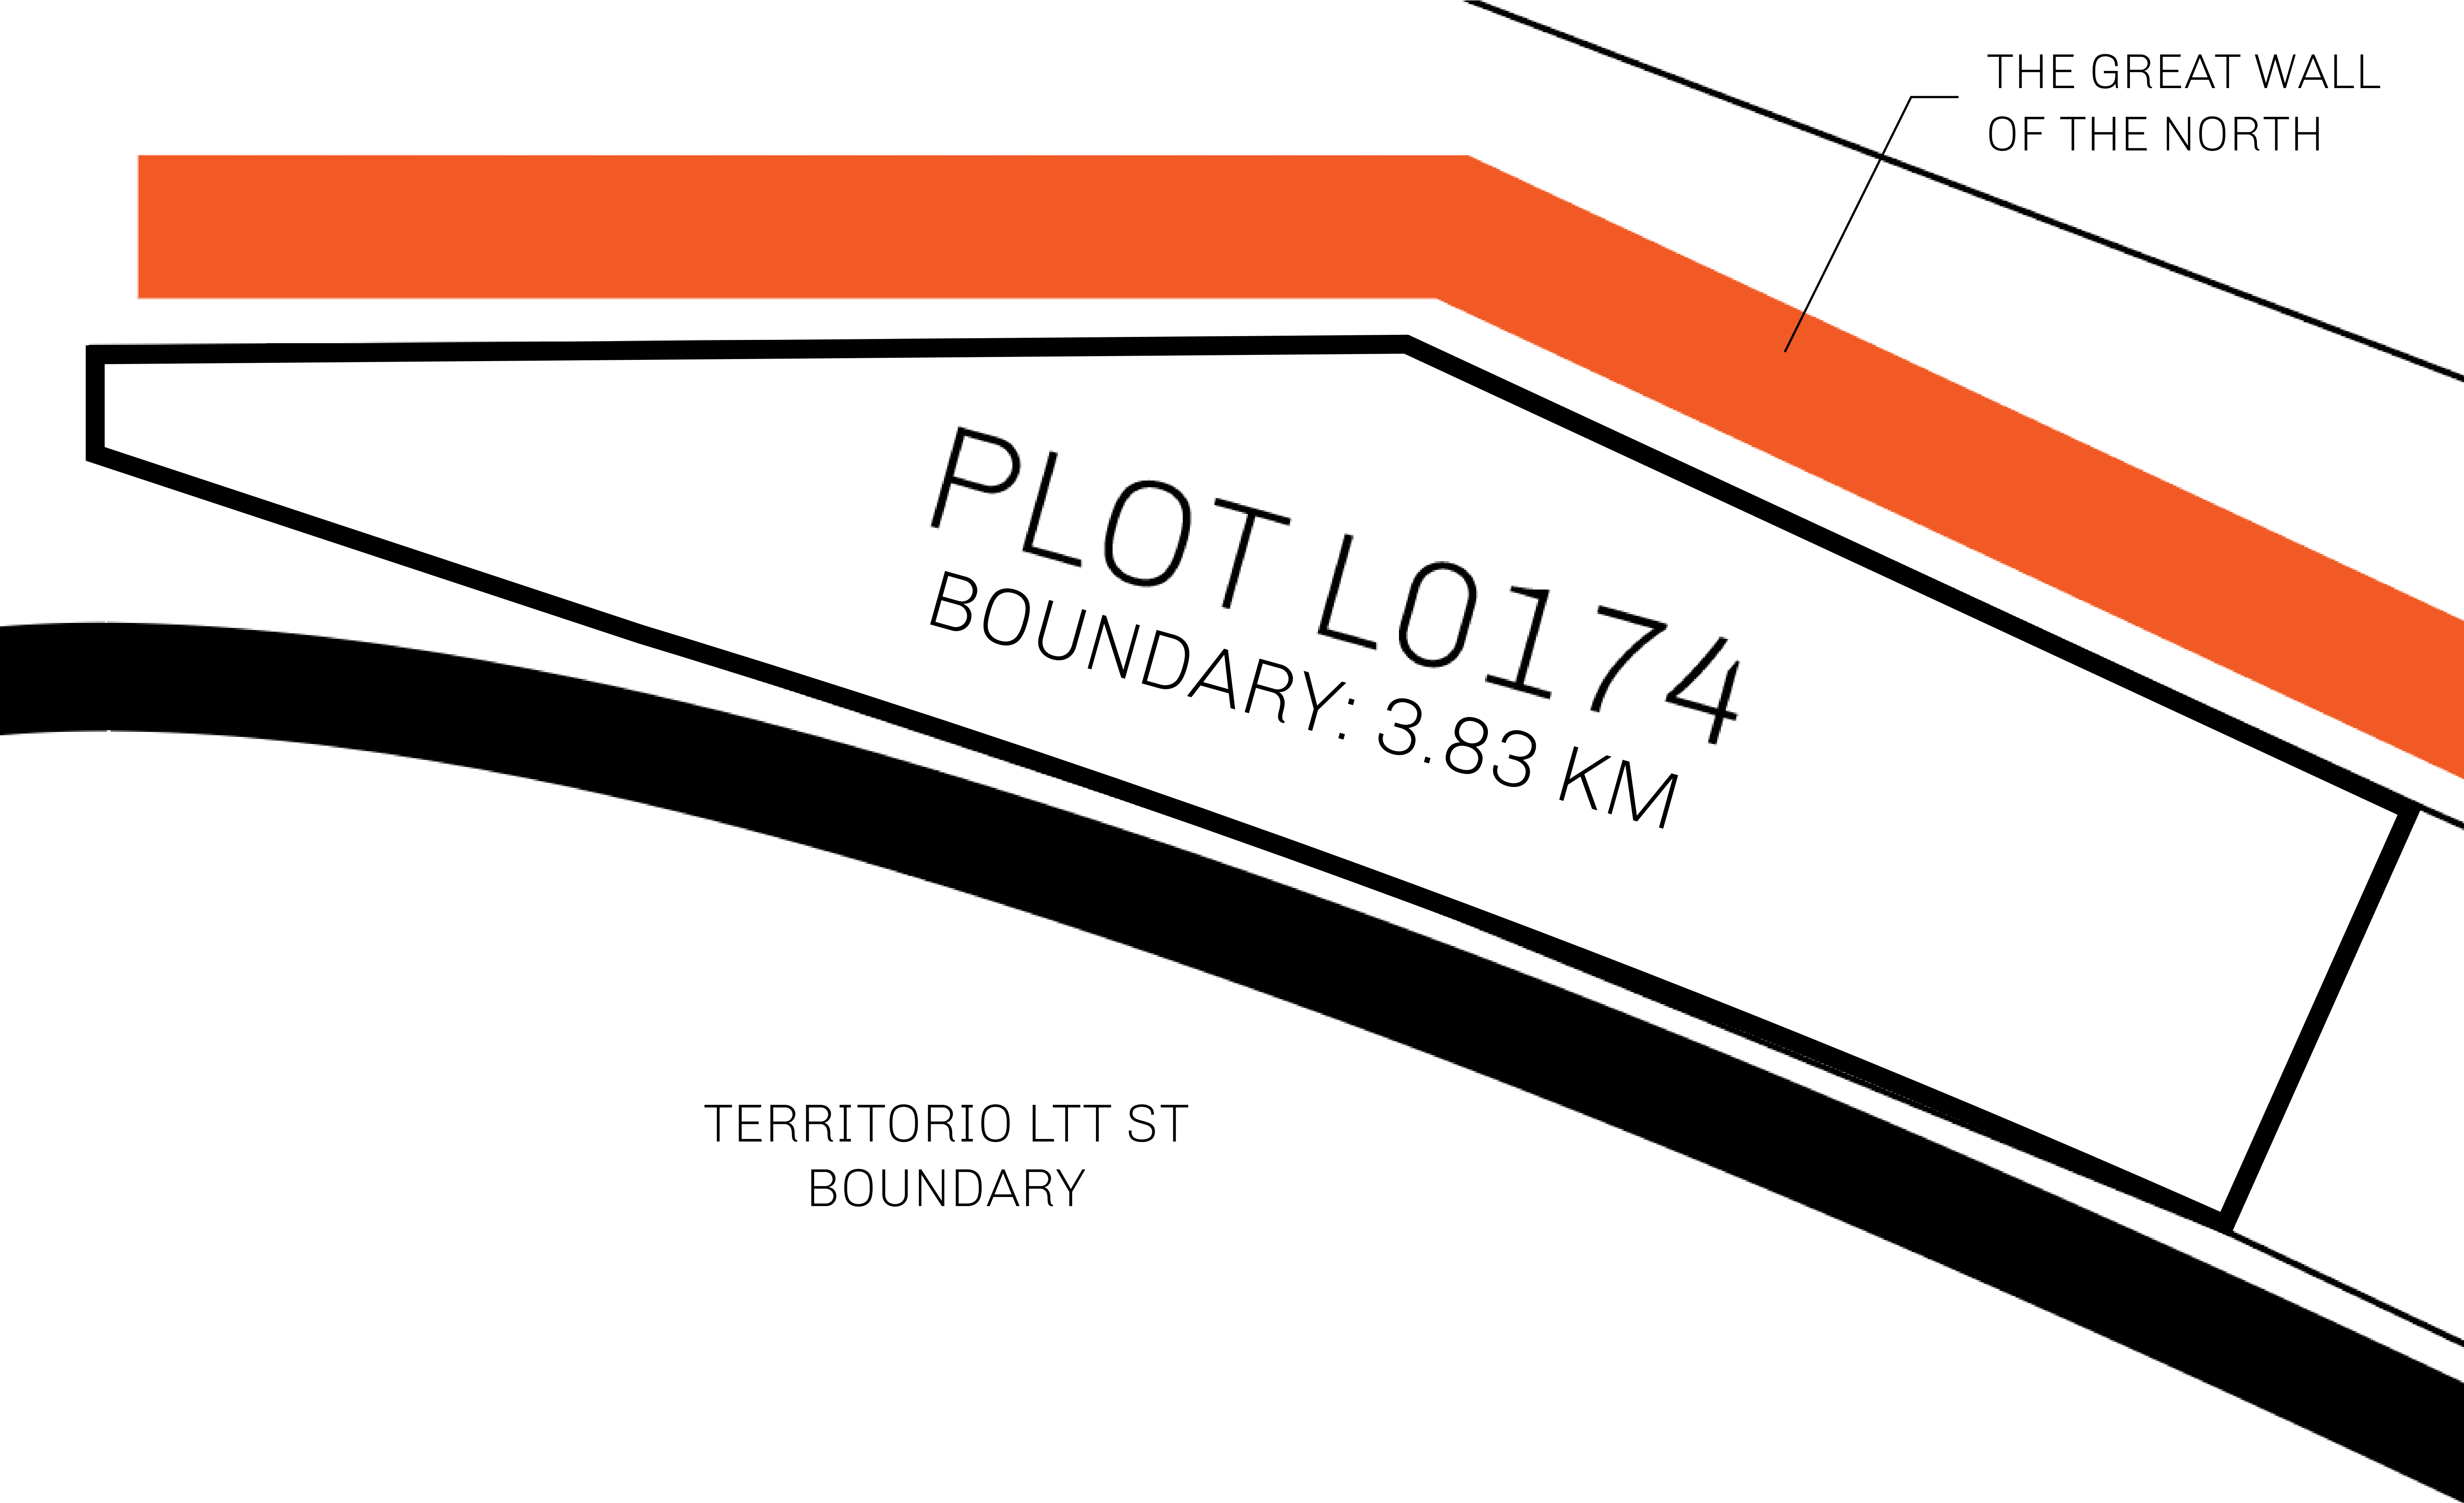 THE GREAT WALL
OF THE NORTH
PLOT L0174
BOUNDARY: 3.83 KM
TERRITORIO LTT ST
BOUNDARY